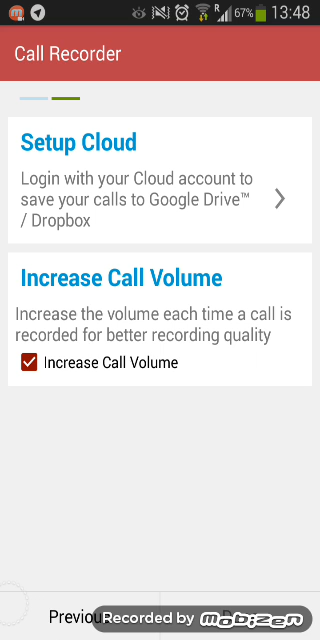 67% 13:48
Call Recorder
Setup Cloud
Login with your Cloud account to
save your calls to Google Drive™
/ Dropbox
Increase Call Volume
Increase the volume each time a call is
recorded for better recording quality
Increase Call Volume
Recorded by MOBIZEN